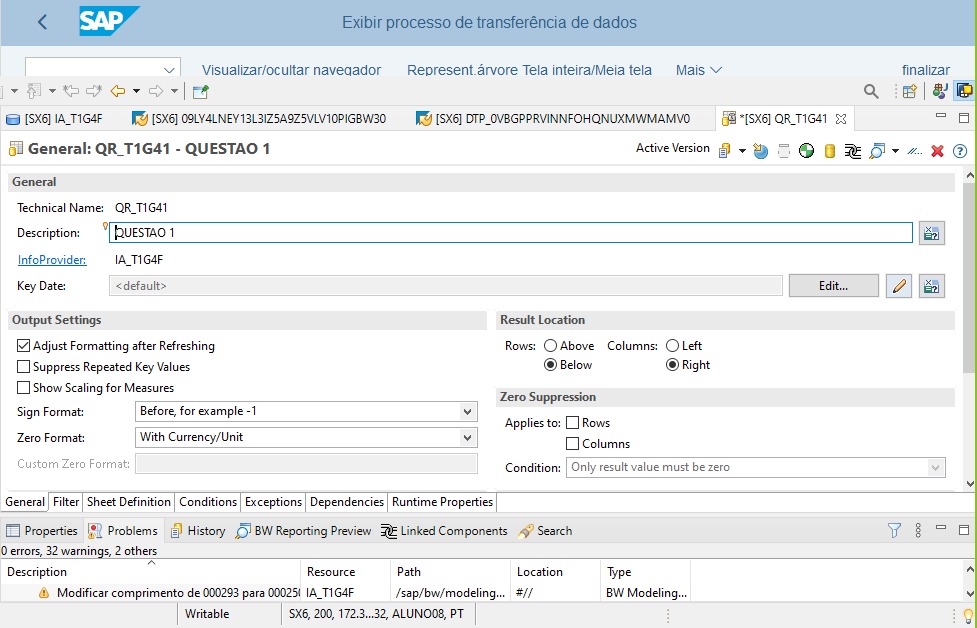 SAP Exibir processo de transferência de dados
Visualizar/ocultar navegador Represent.árvore Tela inteira/Meia tela Mais finalizar
[SX6] IA_T1G4F [SX6] 09LY4LNEY13L3IZ5A9Z5VLV10PIGBW30 [SX6] DTP_0VBGPPRVINNFOHQNUXMWMAMV0 *[SX6] QR_T1G41
General: QR_T1G41 - QUESTAO 1 Active Version
General
Technical Name: QR_T1G41
Description: QUESTAO 1
InfoProvider: IA_T1G4F
Key Date: <default> Edit...
Output Settings
Adjust Formatting after Refreshing
Suppress Repeated Key Values
Show Scaling for Measures
Sign Format: Before, for example -1
Zero Format: With Currency/Unit
Custom Zero Format:
Result Location
Rows: Above Columns: Left
Below Right
Zero Suppression
Applies to: Rows
Columns
Condition: Only result value must be zero
General Filter Sheet Definition Conditions Exceptions Dependencies Runtime Properties
Properties Problems History BW Reporting Preview Linked Components Search
0 errors, 32 warnings, 2 others
Description Resource Path Location Type
Modificar comprimento de 000293 para 000250 IA_T1G4F /sap/bw/modeling... #// BW Modeling...
Writable SX6, 200, 172.3...32, ALUNO08, PT